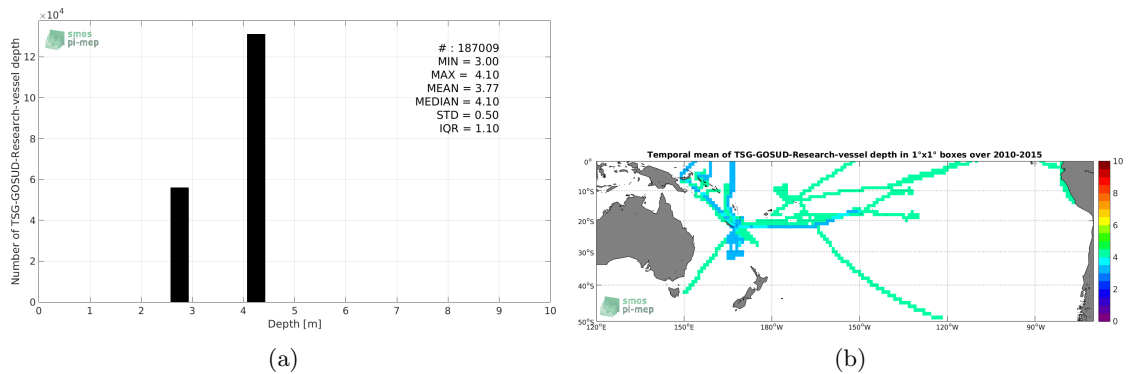 ×10⁴
smos
pi-mep
# : 187009
MIN = 3.00
MAX = 4.10
MEAN = 3.77
MEDIAN = 4.10
STD = 0.50
IQR = 1.10
Number of TSG-GOSUD-Research-vessel depth
12
10
8
6
4
2
0
0 1 2 3 4 5 6 7 8 9 10
Depth [m]
(a)
Temporal mean of TSG-GOSUD-Research-vessel depth in 1°x1° boxes over 2010-2015
0°
10°S
20°S
30°S
40°S
50°S
120°E 150°E 180°W 150°W 120°W 90°W
smos
pi-mep
10
8
6
4
2
0
(b)